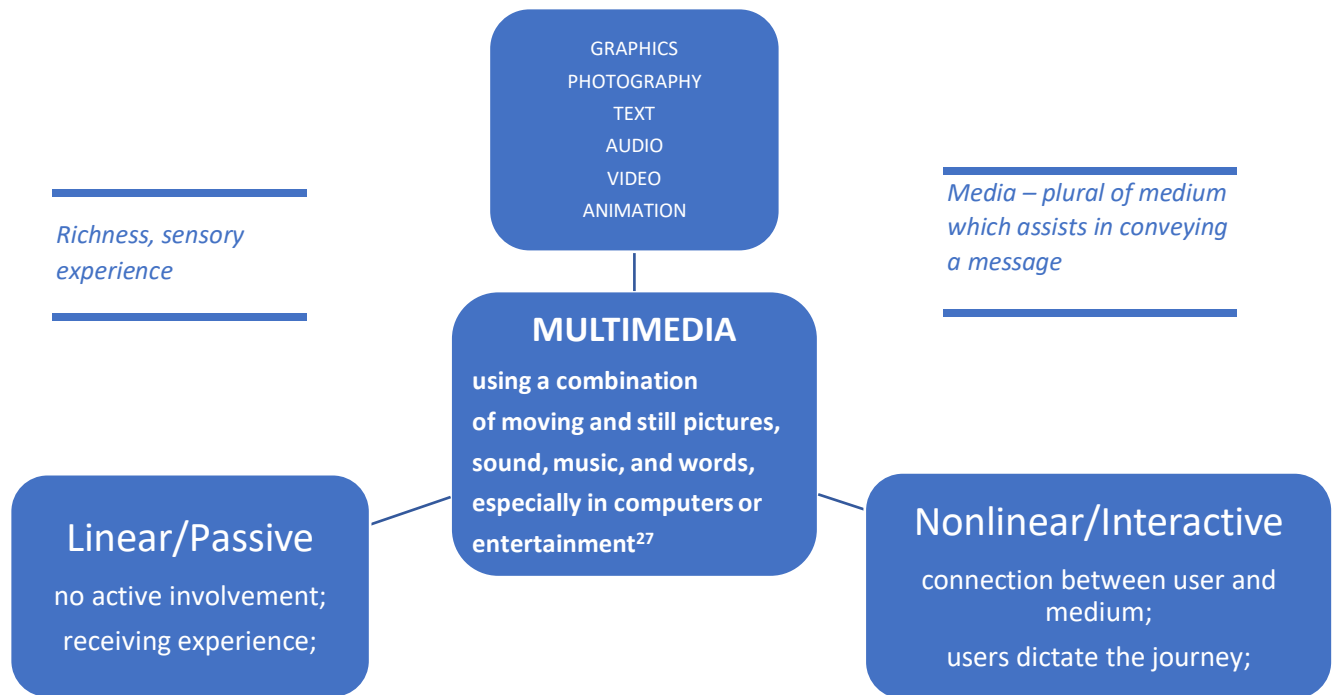 GRAPHICS
PHOTOGRAPHY
TEXT
AUDIO
VIDEO
ANIMATION
Richness, sensory
experience
Media – plural of medium
which assists in conveying
a message
MULTIMEDIA
using a combination
of moving and still pictures,
sound, music, and words,
especially in computers or
entertainment²⁷
Linear/Passive
no active involvement;
receiving experience;
Nonlinear/Interactive
connection between user and
medium;
users dictate the journey;